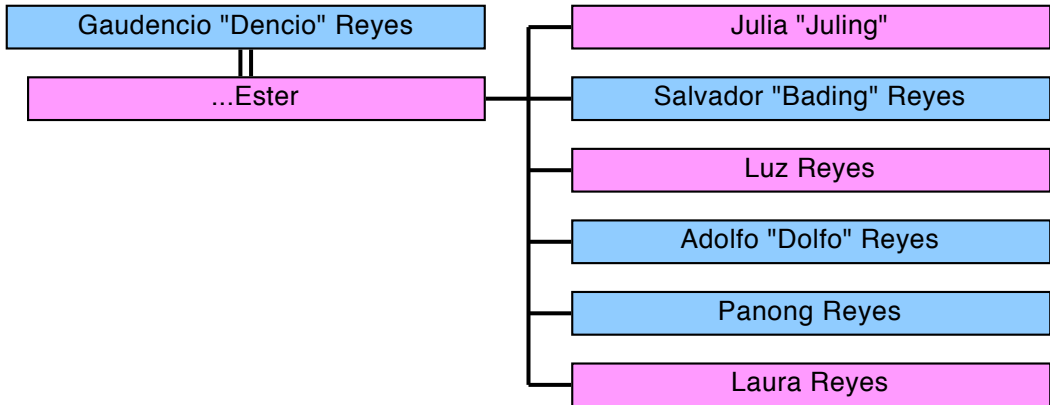 Gaudencio "Dencio" Reyes
...Ester
Julia "Juling"
Salvador "Bading" Reyes
Luz Reyes
Adolfo "Dolfo" Reyes
Panong Reyes
Laura Reyes